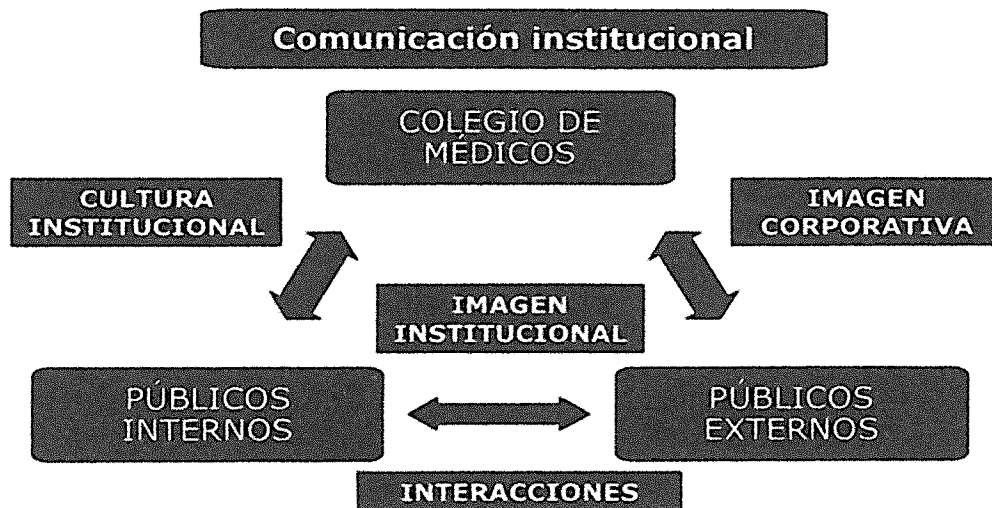 Comunicación institucional
COLEGIO DE
MÉDICOS
CULTURA
INSTITUCIONAL
IMAGEN
CORPORATIVA
IMAGEN
INSTITUCIONAL
PÚBLICOS
INTERNOS
PÚBLICOS
EXTERNOS
INTERACCIONES